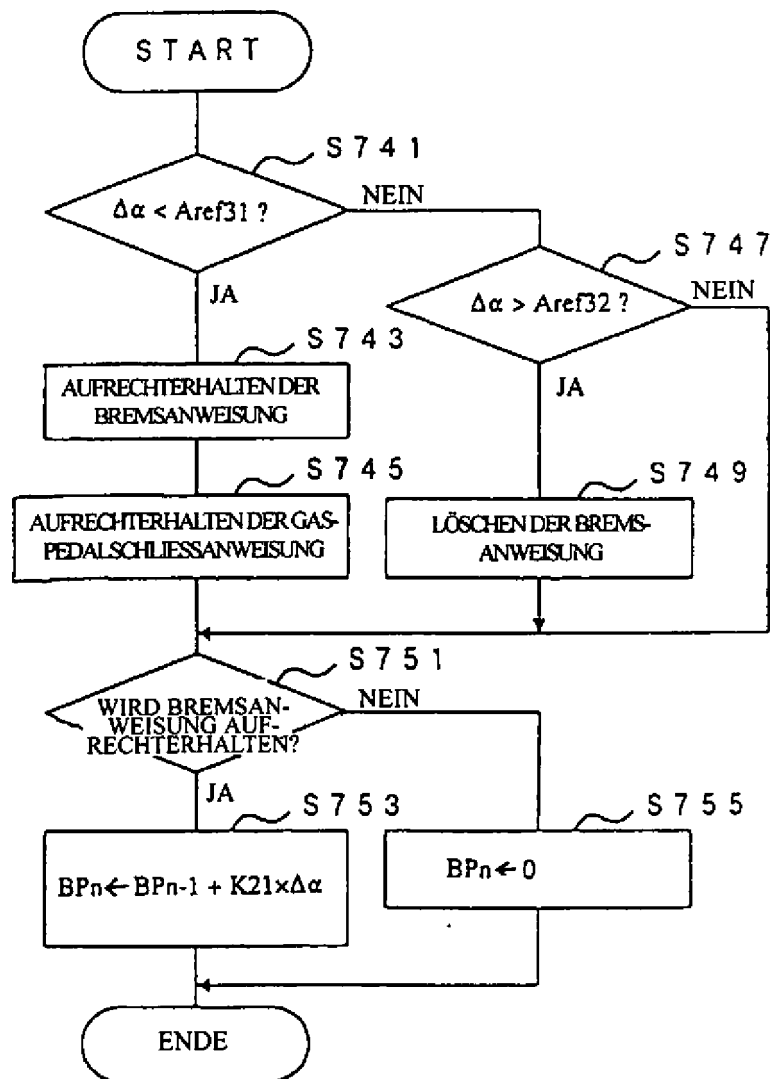 START
S741
Δα < Aref31 ?
NEIN
JA
S747
Δα > Aref32 ?
NEIN
JA
S743
AUFRECHTERHALTEN DER
BREMSANWEISUNG
S745
AUFRECHTERHALTEN DER GAS-
PEDALSCHLIESSANWEISUNG
S749
LÖSCHEN DER BREMS-
ANWEISUNG
S751
WIRD BREMSAN-
WEISUNG AUF-
RECHTERHALTEN?
NEIN
JA
S753
BPn←BPn-1 + K21×Δα
S755
BPn←0
ENDE